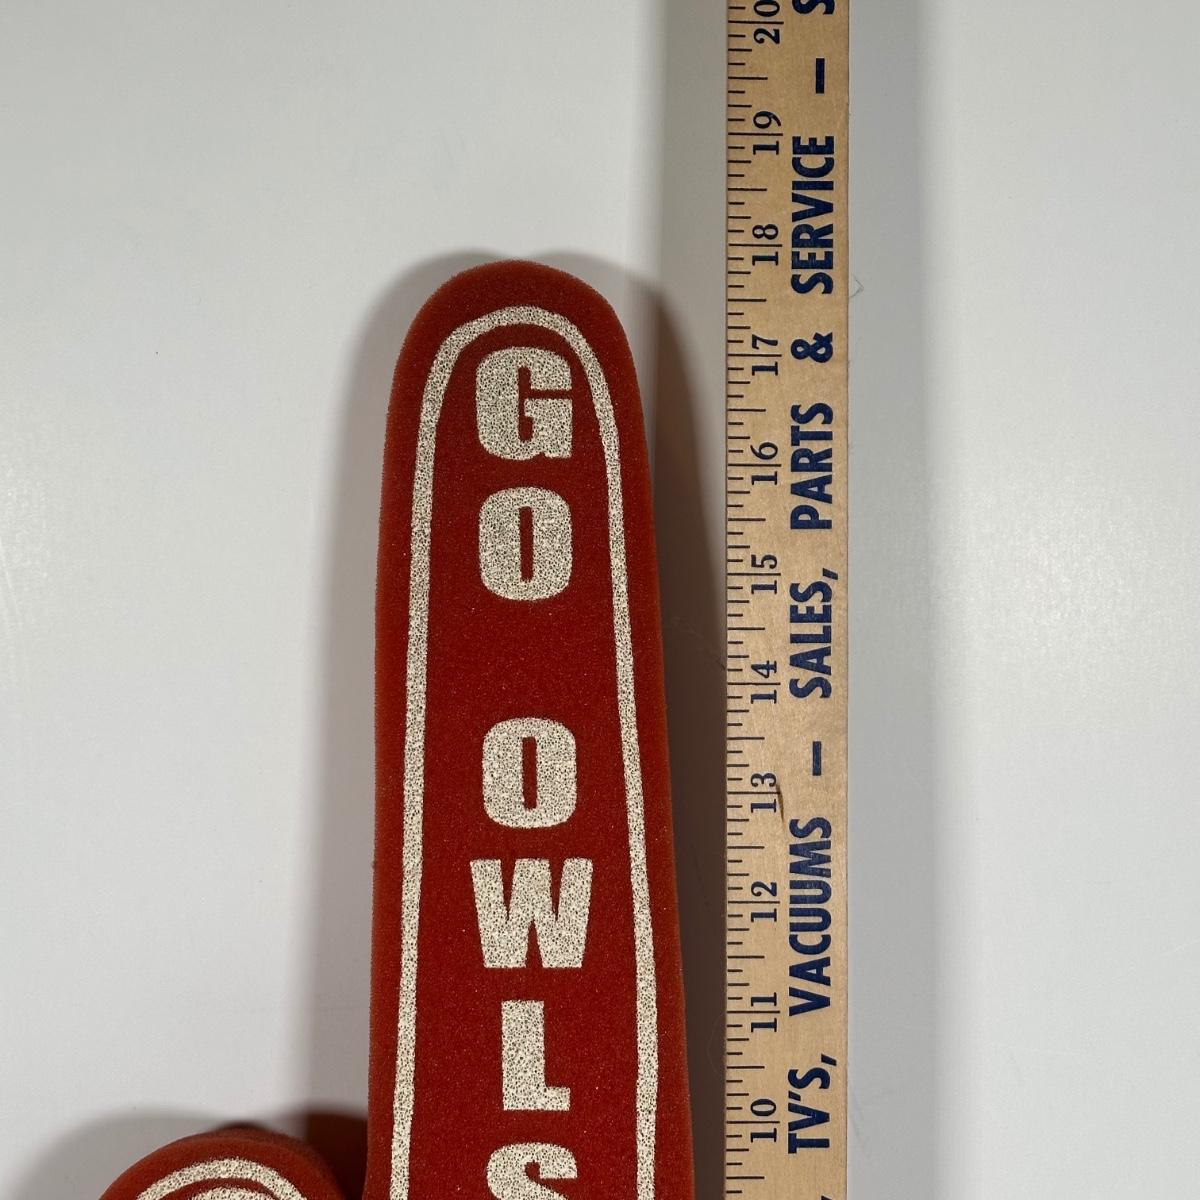 GO
OWLS
TV'S, VACUUMS – SALES, PARTS & SERVICE –
10 11 12 13 14 15 16 17 18 19 20